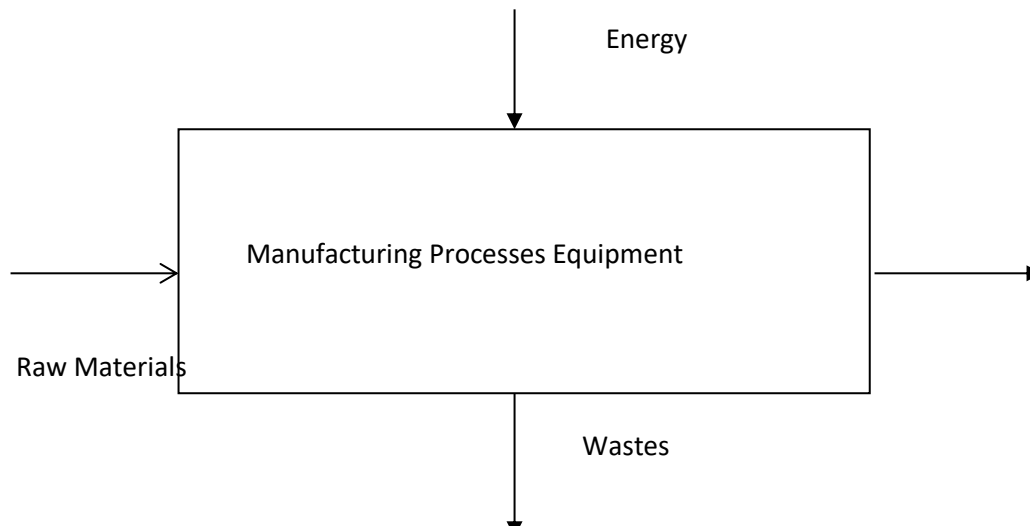 Energy
Manufacturing Processes Equipment
Raw Materials
Wastes